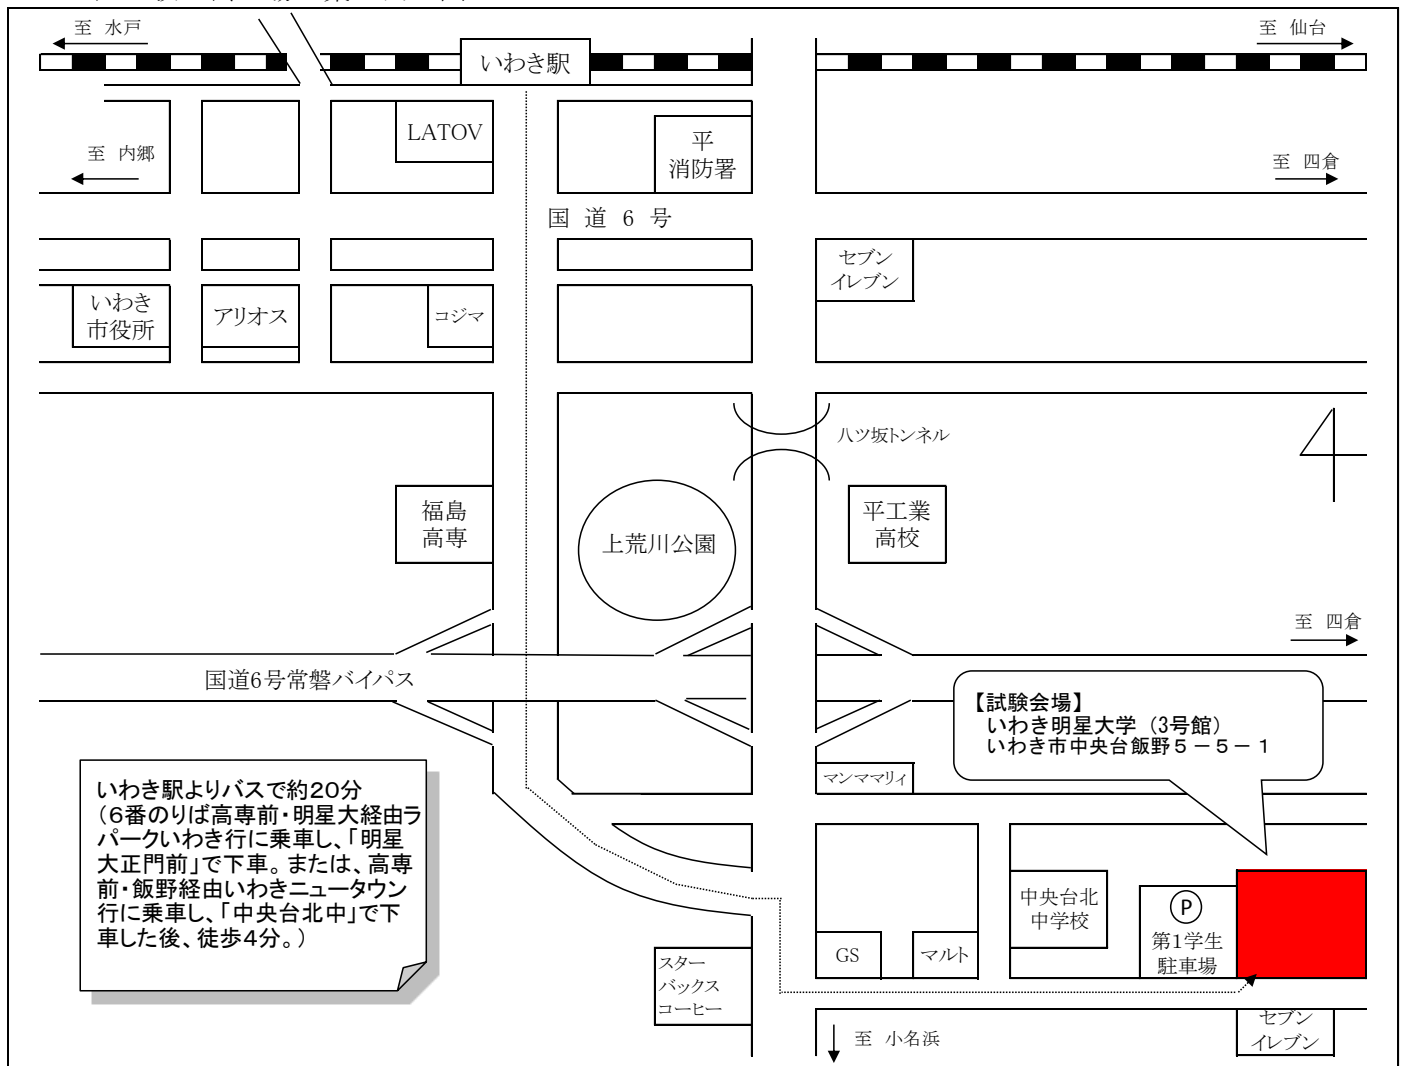 至 水戸
至 仙台
いわき駅
LATOV
平
消防署
至 内郷
至 四倉
国 道 6 号
セブン
イレブン
いわき
市役所
アリオス
コジマ
八ツ坂トンネル
福島
高専
上荒川公園
平工業
高校
至 四倉
国道6号常磐バイパス
【試験会場】
いわき明星大学 (3号館)
いわき市中央台飯野5-5-1
マンママリィ
いわき駅よりバスで約20分
(6番のりば高専前・明星大経由ラ
パークいわき行に乗車し、「明星
大正門前」で下車。または、高専
前・飯野経由いわきニュータウン
行に乗車し、「中央台北中」で下
車した後、徒歩4分。)
中央台北
中学校
P
第1学生
駐車場
GS
マルト
スター
バックス
コーヒー
セブン
イレブン
至 小名浜